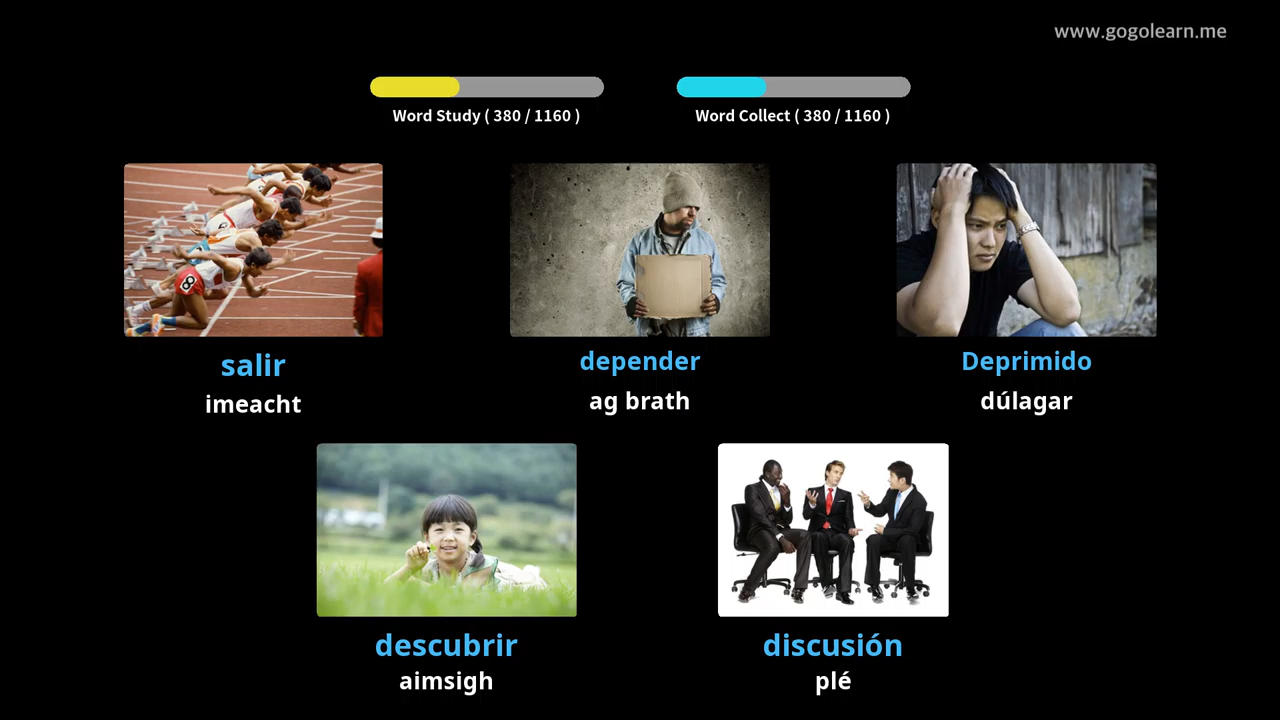 www.gogolearn.me
Word Study ( 380 / 1160 )
Word Collect ( 380 / 1160 )
salir
imeacht
depender
ag brath
Deprimido
dúlagar
descubrir
aimsigh
discusión
plé